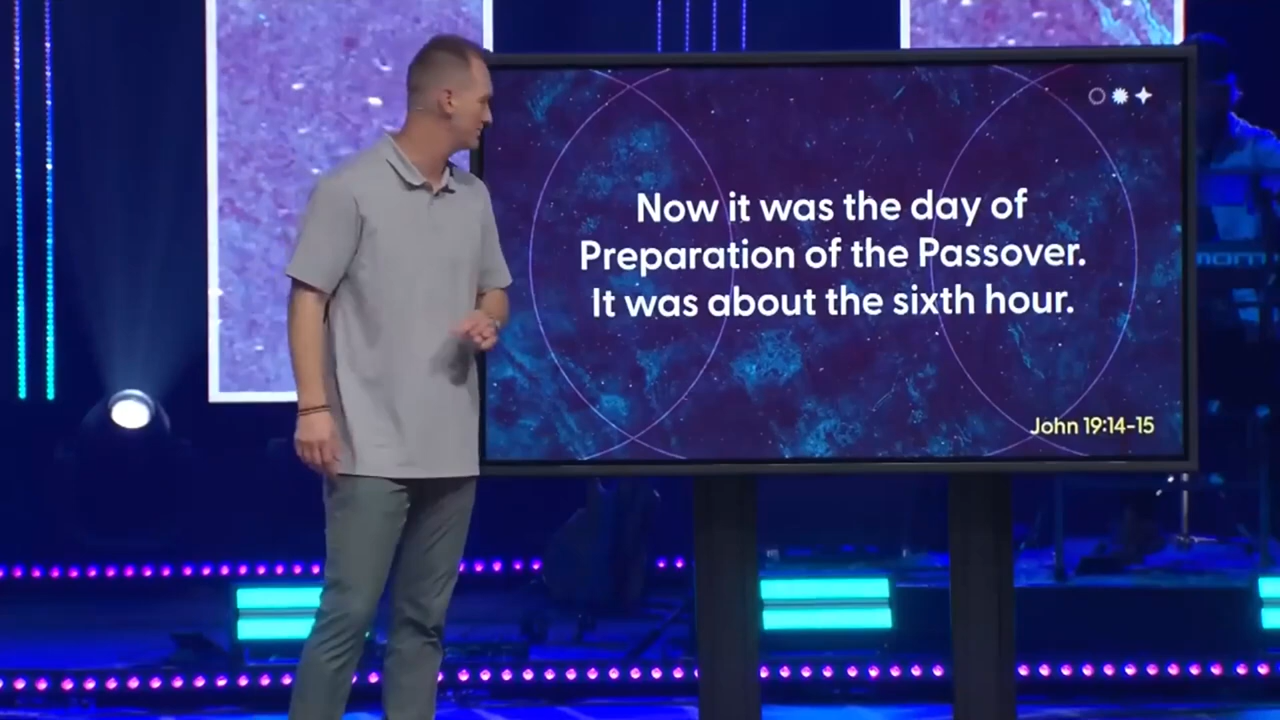 Now it was the day of
Preparation of the Passover.
It was about the sixth hour.
John 19:14-15